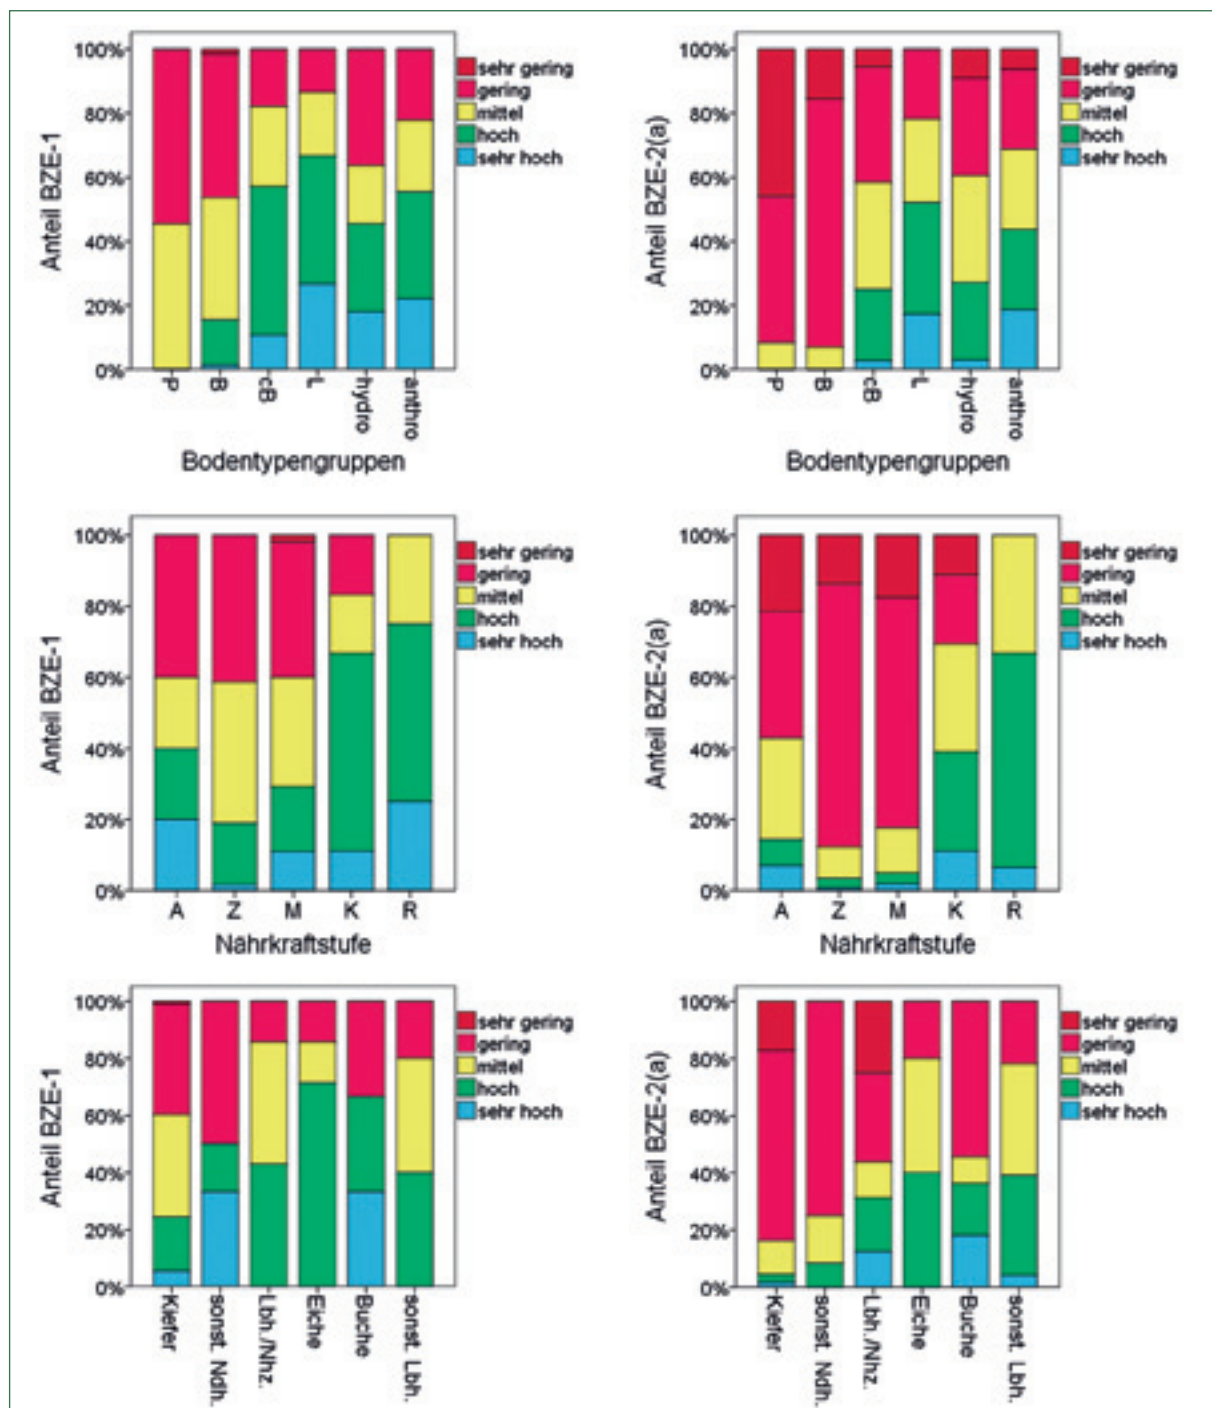 Anteil BZE-1
100%
80%
60%
40%
20%
0%
P
B
cB
L
hydro
anthro
Bodentypengruppen
sehr gering
gering
mittel
hoch
sehr hoch
Anteil BZE-2(a)
100%
80%
60%
40%
20%
0%
P
B
cB
L
hydro
anthro
Bodentypengruppen
sehr gering
gering
mittel
hoch
sehr hoch
Anteil BZE-1
100%
80%
60%
40%
20%
0%
A
Z
M
K
R
Nährkraftstufe
sehr gering
gering
mittel
hoch
sehr hoch
Anteil BZE-2(a)
100%
80%
60%
40%
20%
0%
A
Z
M
K
R
Nährkraftstufe
sehr gering
gering
mittel
hoch
sehr hoch
Anteil BZE-1
100%
80%
60%
40%
20%
0%
Kiefer
sonst. Ndh.
Lbh./Nhz.
Eiche
Buche
sonst. Lbh.
sehr gering
gering
mittel
hoch
sehr hoch
Anteil BZE-2(a)
100%
80%
60%
40%
20%
0%
Kiefer
sonst. Ndh.
Lbh./Nhz.
Eiche
Buche
sonst. Lbh.
sehr gering
gering
mittel
hoch
sehr hoch